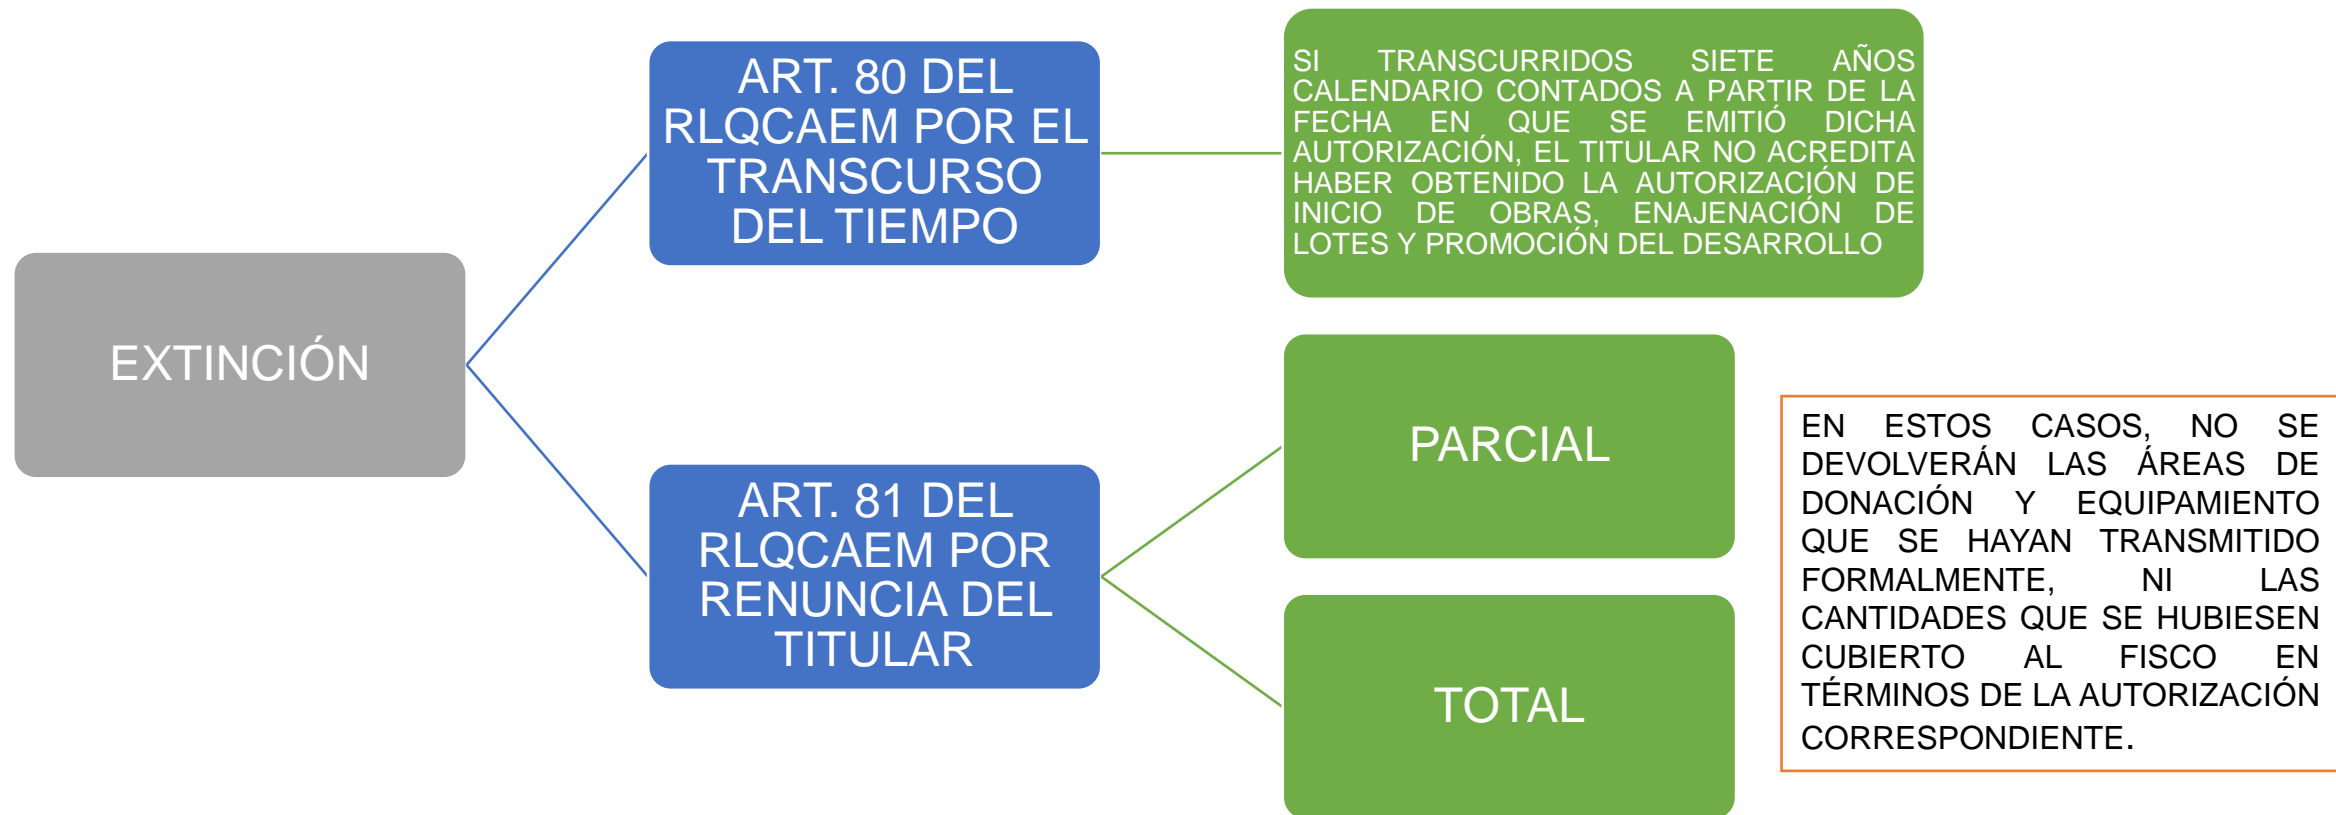 EXTINCIÓN
ART. 80 DEL
RLQCAEM POR EL
TRANSCURSO
DEL TIEMPO
SI TRANSCURRIDOS SIETE AÑOS
CALENDARIO CONTADOS A PARTIR DE LA
FECHA EN QUE SE EMITIÓ DICHA
AUTORIZACIÓN, EL TITULAR NO ACREDITA
HABER OBTENIDO LA AUTORIZACIÓN DE
INICIO DE OBRAS, ENAJENACIÓN DE
LOTES Y PROMOCIÓN DEL DESARROLLO
ART. 81 DEL
RLQCAEM POR
RENUNCIA DEL
TITULAR
PARCIAL
TOTAL
EN ESTOS CASOS, NO SE
DEVOLVERÁN LAS ÁREAS DE
DONACIÓN Y EQUIPAMIENTO
QUE SE HAYAN TRANSMITIDO
FORMALMENTE, NI LAS
CANTIDADES QUE SE HUBIESEN
CUBIERTO AL FISCO EN
TÉRMINOS DE LA AUTORIZACIÓN
CORRESPONDIENTE.